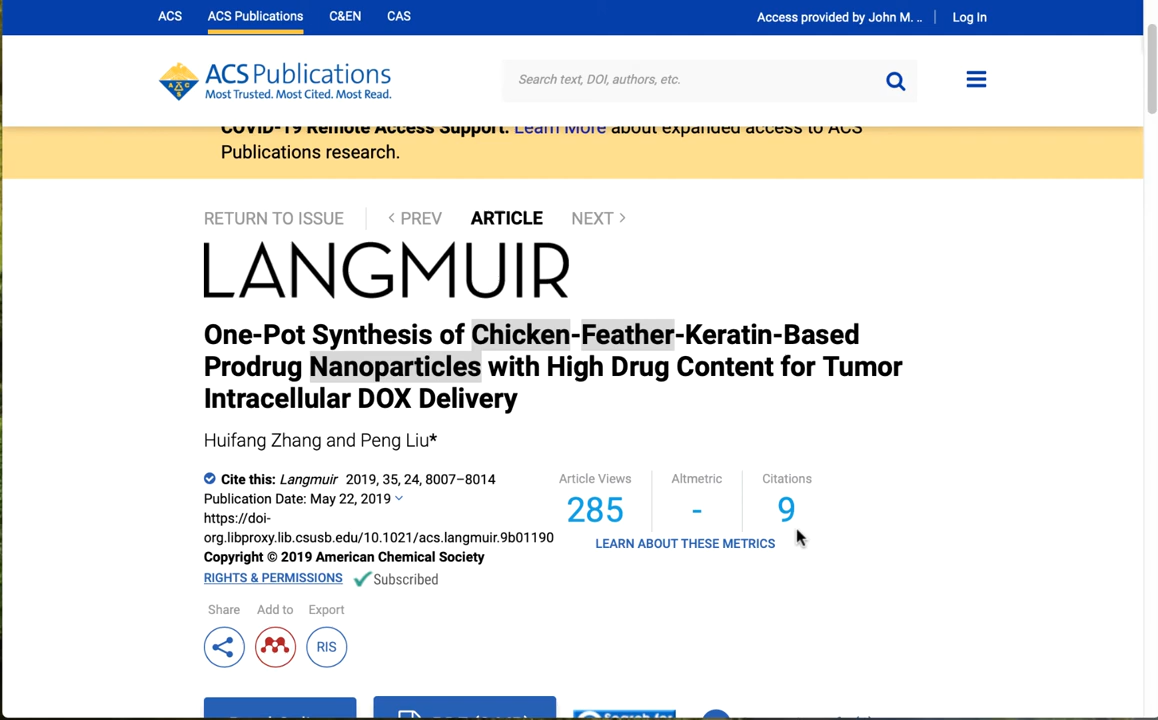 ACS ACS Publications C&EN CAS Access provided by John M. .. Log In
ACS Publications
Most Trusted. Most Cited. Most Read.
Search text, DOI, authors, etc.
COVID-19 Remote Access Support: Learn More about expanded access to ACS
Publications research.
RETURN TO ISSUE < PREV ARTICLE NEXT >
LANGMUIR
One-Pot Synthesis of Chicken-Feather-Keratin-Based
Prodrug Nanoparticles with High Drug Content for Tumor
Intracellular DOX Delivery
Huifang Zhang and Peng Liu*
Cite this: Langmuir 2019, 35, 24, 8007–8014
Publication Date: May 22, 2019
https://doi-
org.libproxy.lib.csusb.edu/10.1021/acs.langmuir.9b01190
Copyright © 2019 American Chemical Society
RIGHTS & PERMISSIONS Subscribed
Article Views Altmetric Citations
285 - 9
LEARN ABOUT THESE METRICS
Share Add to Export
RIS
Search for